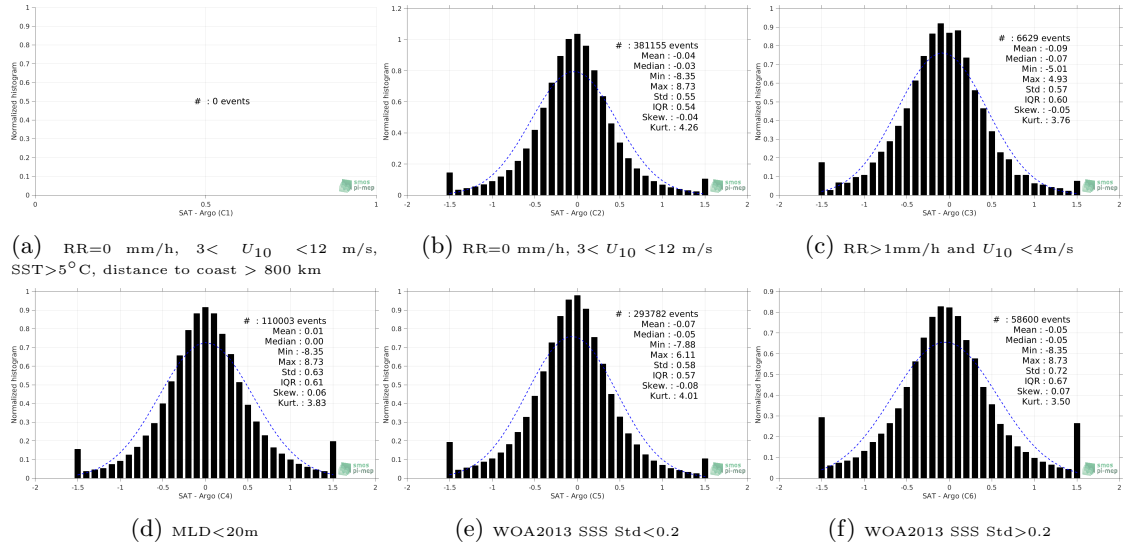 Normalized histogram
1
0.9
0.8
0.7
0.6
0.5
0.4
0.3
0.2
0.1
0
# : 0 events
0 0.5 1
SAT - Argo (C1)
smos
pi-mep
(a) RR=0 mm/h, 3< U10 <12 m/s,
SST>5°C, distance to coast > 800 km
Normalized histogram
1.2
1
0.8
0.6
0.4
0.2
0
# : 381155 events
Mean : -0.04
Median : -0.03
Min : -8.35
Max : 8.73
Std : 0.55
IQR : 0.54
Skew. : -0.04
Kurt. : 4.26
-2 -1.5 -1 -0.5 0 0.5 1 1.5 2
SAT - Argo (C2)
smos
pi-mep
(b) RR=0 mm/h, 3< U10 <12 m/s
Normalized histogram
1
0.9
0.8
0.7
0.6
0.5
0.4
0.3
0.2
0.1
0
# : 6629 events
Mean : -0.09
Median : -0.07
Min : -5.01
Max : 4.93
Std : 0.57
IQR : 0.60
Skew. : -0.05
Kurt. : 3.76
-2 -1.5 -1 -0.5 0 0.5 1 1.5 2
SAT - Argo (C3)
smos
pi-mep
(c) RR>1mm/h and U10 <4m/s
Normalized histogram
1
0.9
0.8
0.7
0.6
0.5
0.4
0.3
0.2
0.1
0
# : 110003 events
Mean : 0.01
Median : 0.00
Min : -8.35
Max : 8.73
Std : 0.63
IQR : 0.61
Skew. : 0.06
Kurt. : 3.83
-2 -1.5 -1 -0.5 0 0.5 1 1.5 2
SAT - Argo (C4)
smos
pi-mep
(d) MLD<20m
Normalized histogram
1
0.9
0.8
0.7
0.6
0.5
0.4
0.3
0.2
0.1
0
# : 293782 events
Mean : -0.07
Median : -0.05
Min : -7.88
Max : 6.11
Std : 0.58
IQR : 0.57
Skew. : -0.08
Kurt. : 4.01
-2 -1.5 -1 -0.5 0 0.5 1 1.5 2
SAT - Argo (C5)
smos
pi-mep
(e) WOA2013 SSS Std<0.2
Normalized histogram
0.9
0.8
0.7
0.6
0.5
0.4
0.3
0.2
0.1
0
# : 58600 events
Mean : -0.05
Median : -0.05
Min : -8.35
Max : 8.73
Std : 0.72
IQR : 0.67
Skew. : 0.07
Kurt. : 3.50
-2 -1.5 -1 -0.5 0 0.5 1 1.5 2
SAT - Argo (C6)
smos
pi-mep
(f) WOA2013 SSS Std>0.2